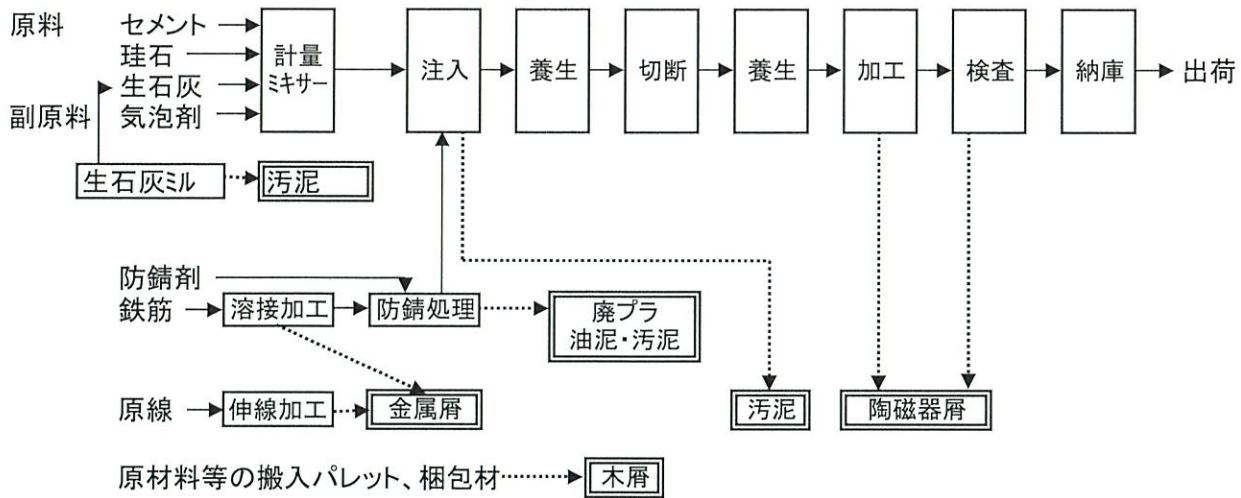 原料
セメント
珪石
生石灰
副原料
気泡剤
計量
ミキサー
注入
養生
切断
養生
加工
検査
納庫
出荷
生石灰ミル
汚泥
防錆剤
鉄筋
溶接加工
防錆処理
廃プラ
油泥・汚泥
原線
伸線加工
金属屑
汚泥
陶磁器屑
原材料等の搬入パレット、梱包材
木屑